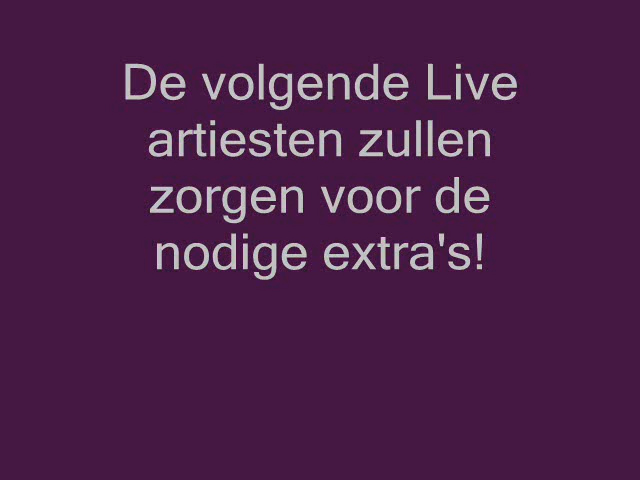 De volgende Live
artiesten zullen
zorgen voor de
nodige extra's!